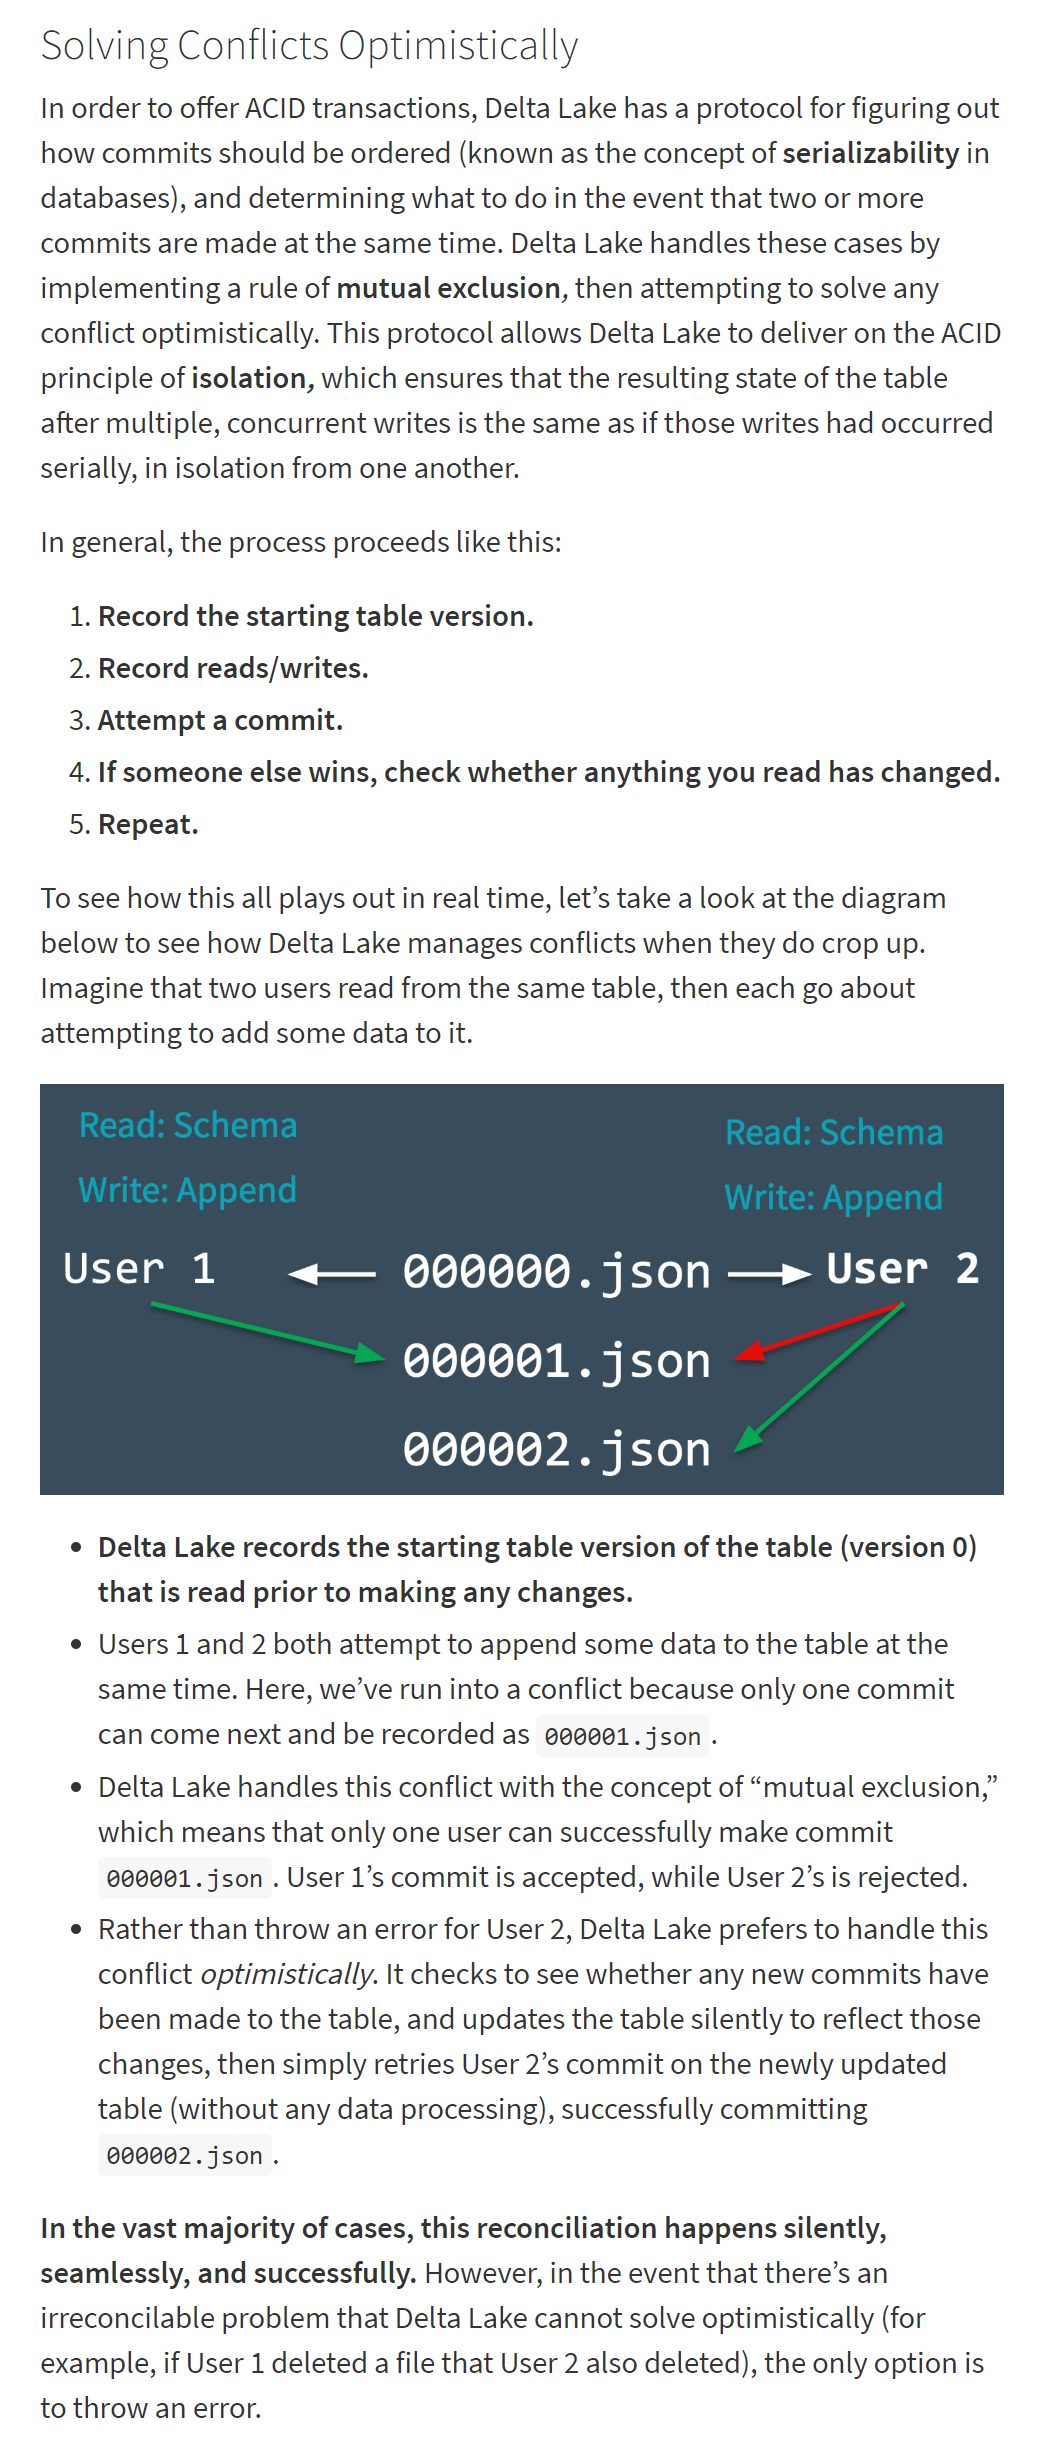 Solving Conflicts Optimistically
In order to offer ACID transactions, Delta Lake has a protocol for figuring out
how commits should be ordered (known as the concept of serializability in
databases), and determining what to do in the event that two or more
commits are made at the same time. Delta Lake handles these cases by
implementing a rule of mutual exclusion, then attempting to solve any
conflict optimistically. This protocol allows Delta Lake to deliver on the ACID
principle of isolation, which ensures that the resulting state of the table
after multiple, concurrent writes is the same as if those writes had occurred
serially, in isolation from one another.
In general, the process proceeds like this:
1. Record the starting table version.
2. Record reads/writes.
3. Attempt a commit.
4. If someone else wins, check whether anything you read has changed.
5. Repeat.
To see how this all plays out in real time, let’s take a look at the diagram
below to see how Delta Lake manages conflicts when they do crop up.
Imagine that two users read from the same table, then each go about
attempting to add some data to it.
Read: Schema
Write: Append
Read: Schema
Write: Append
User 1
000000.json
User 2
000001.json
000002.json
• Delta Lake records the starting table version of the table (version 0)
that is read prior to making any changes.
• Users 1 and 2 both attempt to append some data to the table at the
same time. Here, we’ve run into a conflict because only one commit
can come next and be recorded as 000001.json.
• Delta Lake handles this conflict with the concept of “mutual exclusion,”
which means that only one user can successfully make commit
000001.json. User 1’s commit is accepted, while User 2’s is rejected.
• Rather than throw an error for User 2, Delta Lake prefers to handle this
conflict optimistically. It checks to see whether any new commits have
been made to the table, and updates the table silently to reflect those
changes, then simply retries User 2’s commit on the newly updated
table (without any data processing), successfully committing
000002.json.
In the vast majority of cases, this reconciliation happens silently,
seamlessly, and successfully. However, in the event that there’s an
irreconcilable problem that Delta Lake cannot solve optimistically (for
example, if User 1 deleted a file that User 2 also deleted), the only option is
to throw an error.